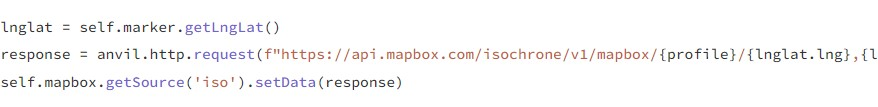 lnglat = self.marker.getLngLat()
response = anvil.http.request(f"https://api.mapbox.com/isochrone/v1/mapbox/{profile}/{lnglat.lng},{l
self.mapbox.getSource('iso').setData(response)